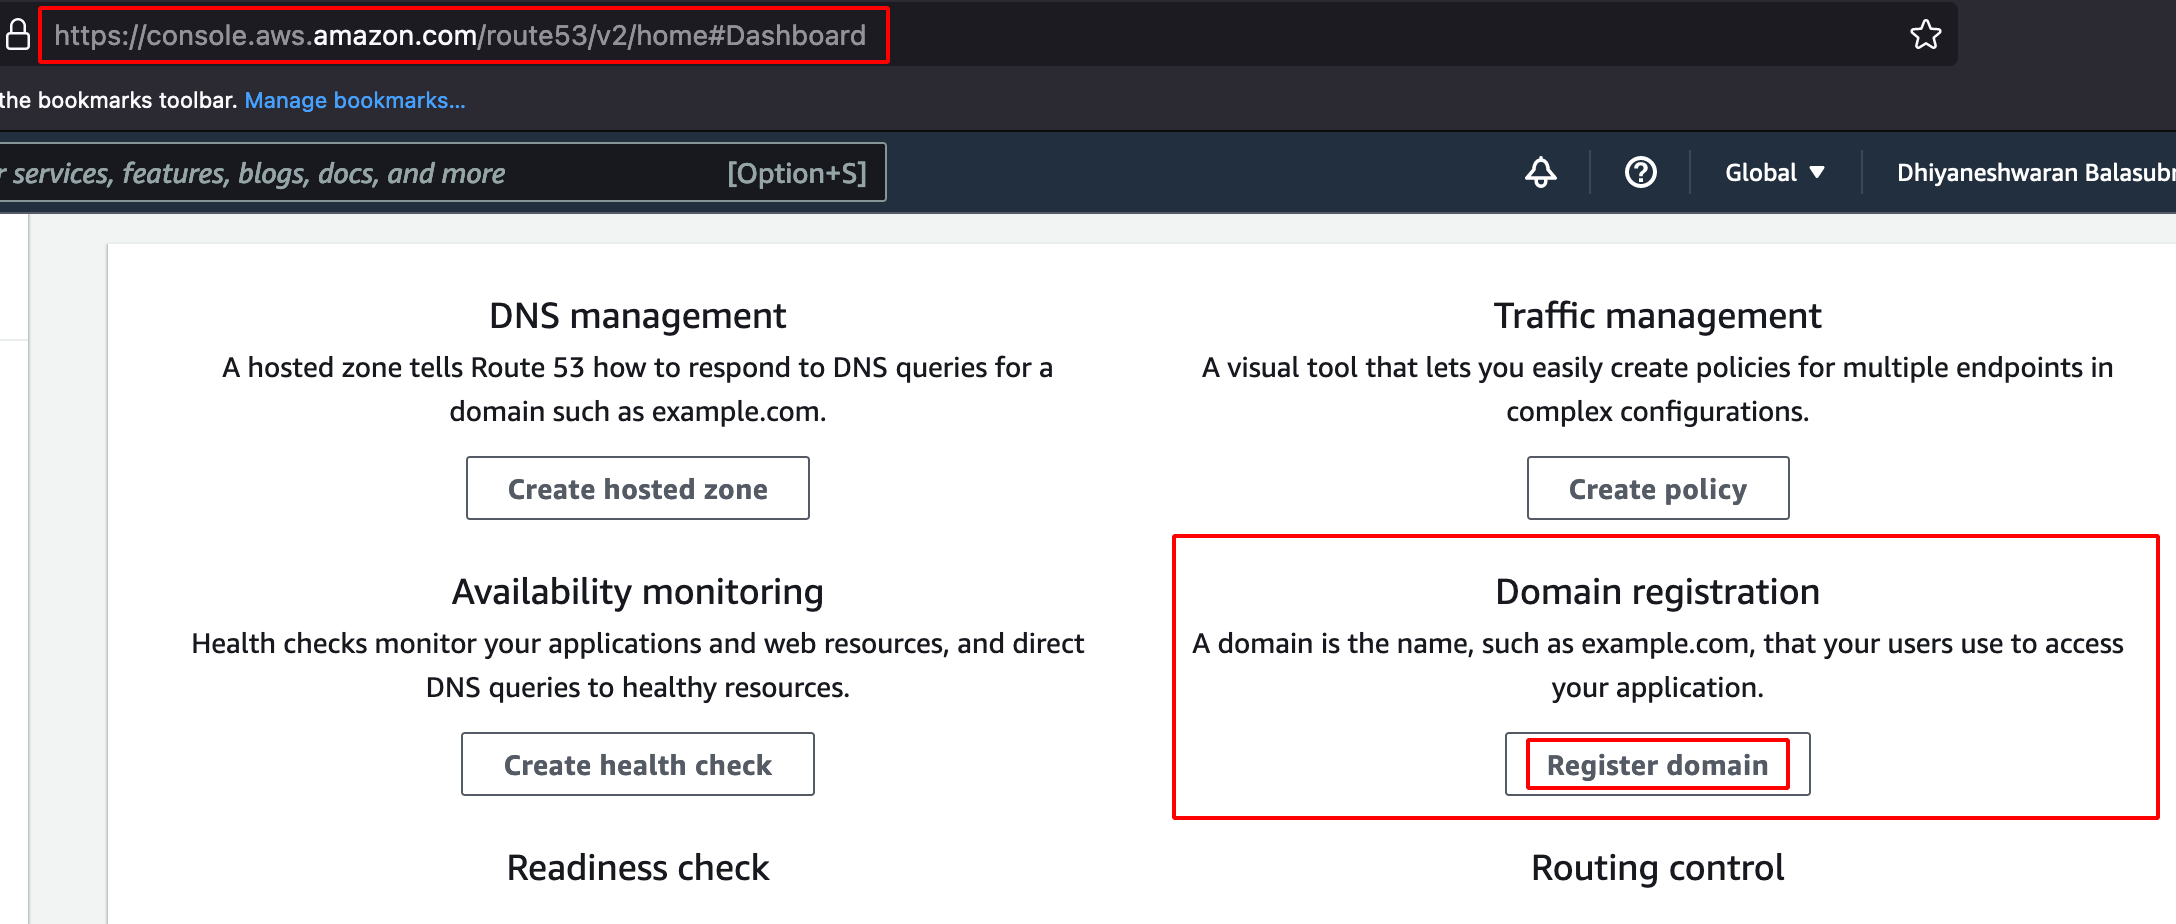 https://console.aws.amazon.com/route53/v2/home#Dashboard
the bookmarks toolbar. Manage bookmarks...
services, features, blogs, docs, and more [Option+S] Global Dhiyaneshwaran
DNS management
A hosted zone tells Route 53 how to respond to DNS queries for a
domain such as example.com.
Create hosted zone
Traffic management
A visual tool that lets you easily create policies for multiple endpoints in
complex configurations.
Create policy
Availability monitoring
Health checks monitor your applications and web resources, and direct
DNS queries to healthy resources.
Create health check
Domain registration
A domain is the name, such as example.com, that your users use to access
your application.
Register domain
Readiness check
Routing control